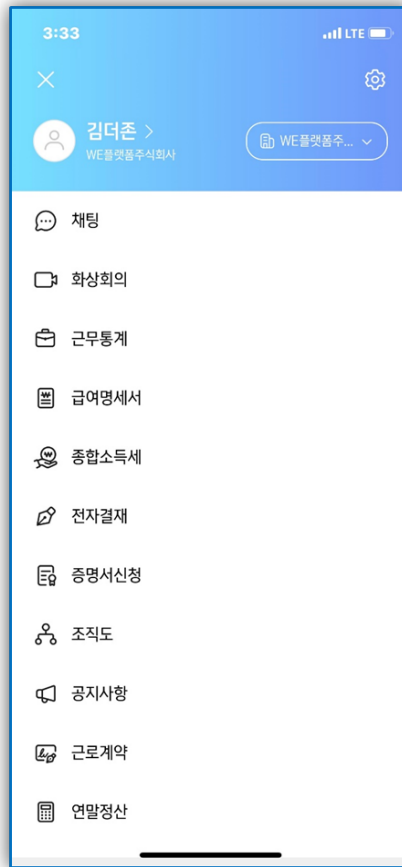 3:33 LTE
김더존 >
WE플랫폼주식회사
WE플랫폼주...
채팅
화상회의
근무통계
급여명세서
종합소득세
전자결재
증명서신청
조직도
공지사항
근로계약
연말정산